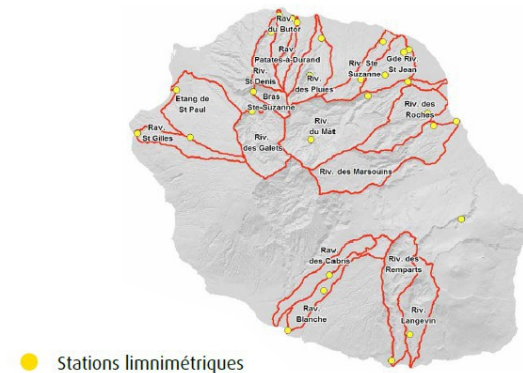 Rav.
du Butor
Rav.
Patates-à-Durand
Riv.
St Denis
Riv.
des Pluies
Riv. Ste
Suzanne
Gde Riv.
St Jean
Bras
Ste-Suzanne
Etang de
St Paul
Rav.
St Gilles
Riv.
des Galets
Riv.
du Mat
Riv. des
Roches
Riv. des Marsouins
Rav.
des Cabris
Riv. des
Remparts
Rav.
Blanche
Riv.
Langevin
Stations limnimétriques